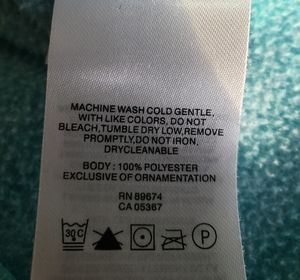 MACHINE WASH COLD GENTLE,
WITH LIKE COLORS, DO NOT
BLEACH,TUMBLE DRY LOW,REMOVE
PROMPTLY,DO NOT IRON,
DRYCLEANABLE
BODY : 100% POLYESTER
EXCLUSIVE OF ORNAMENTATION
RN 89674
CA 05367
30 C P